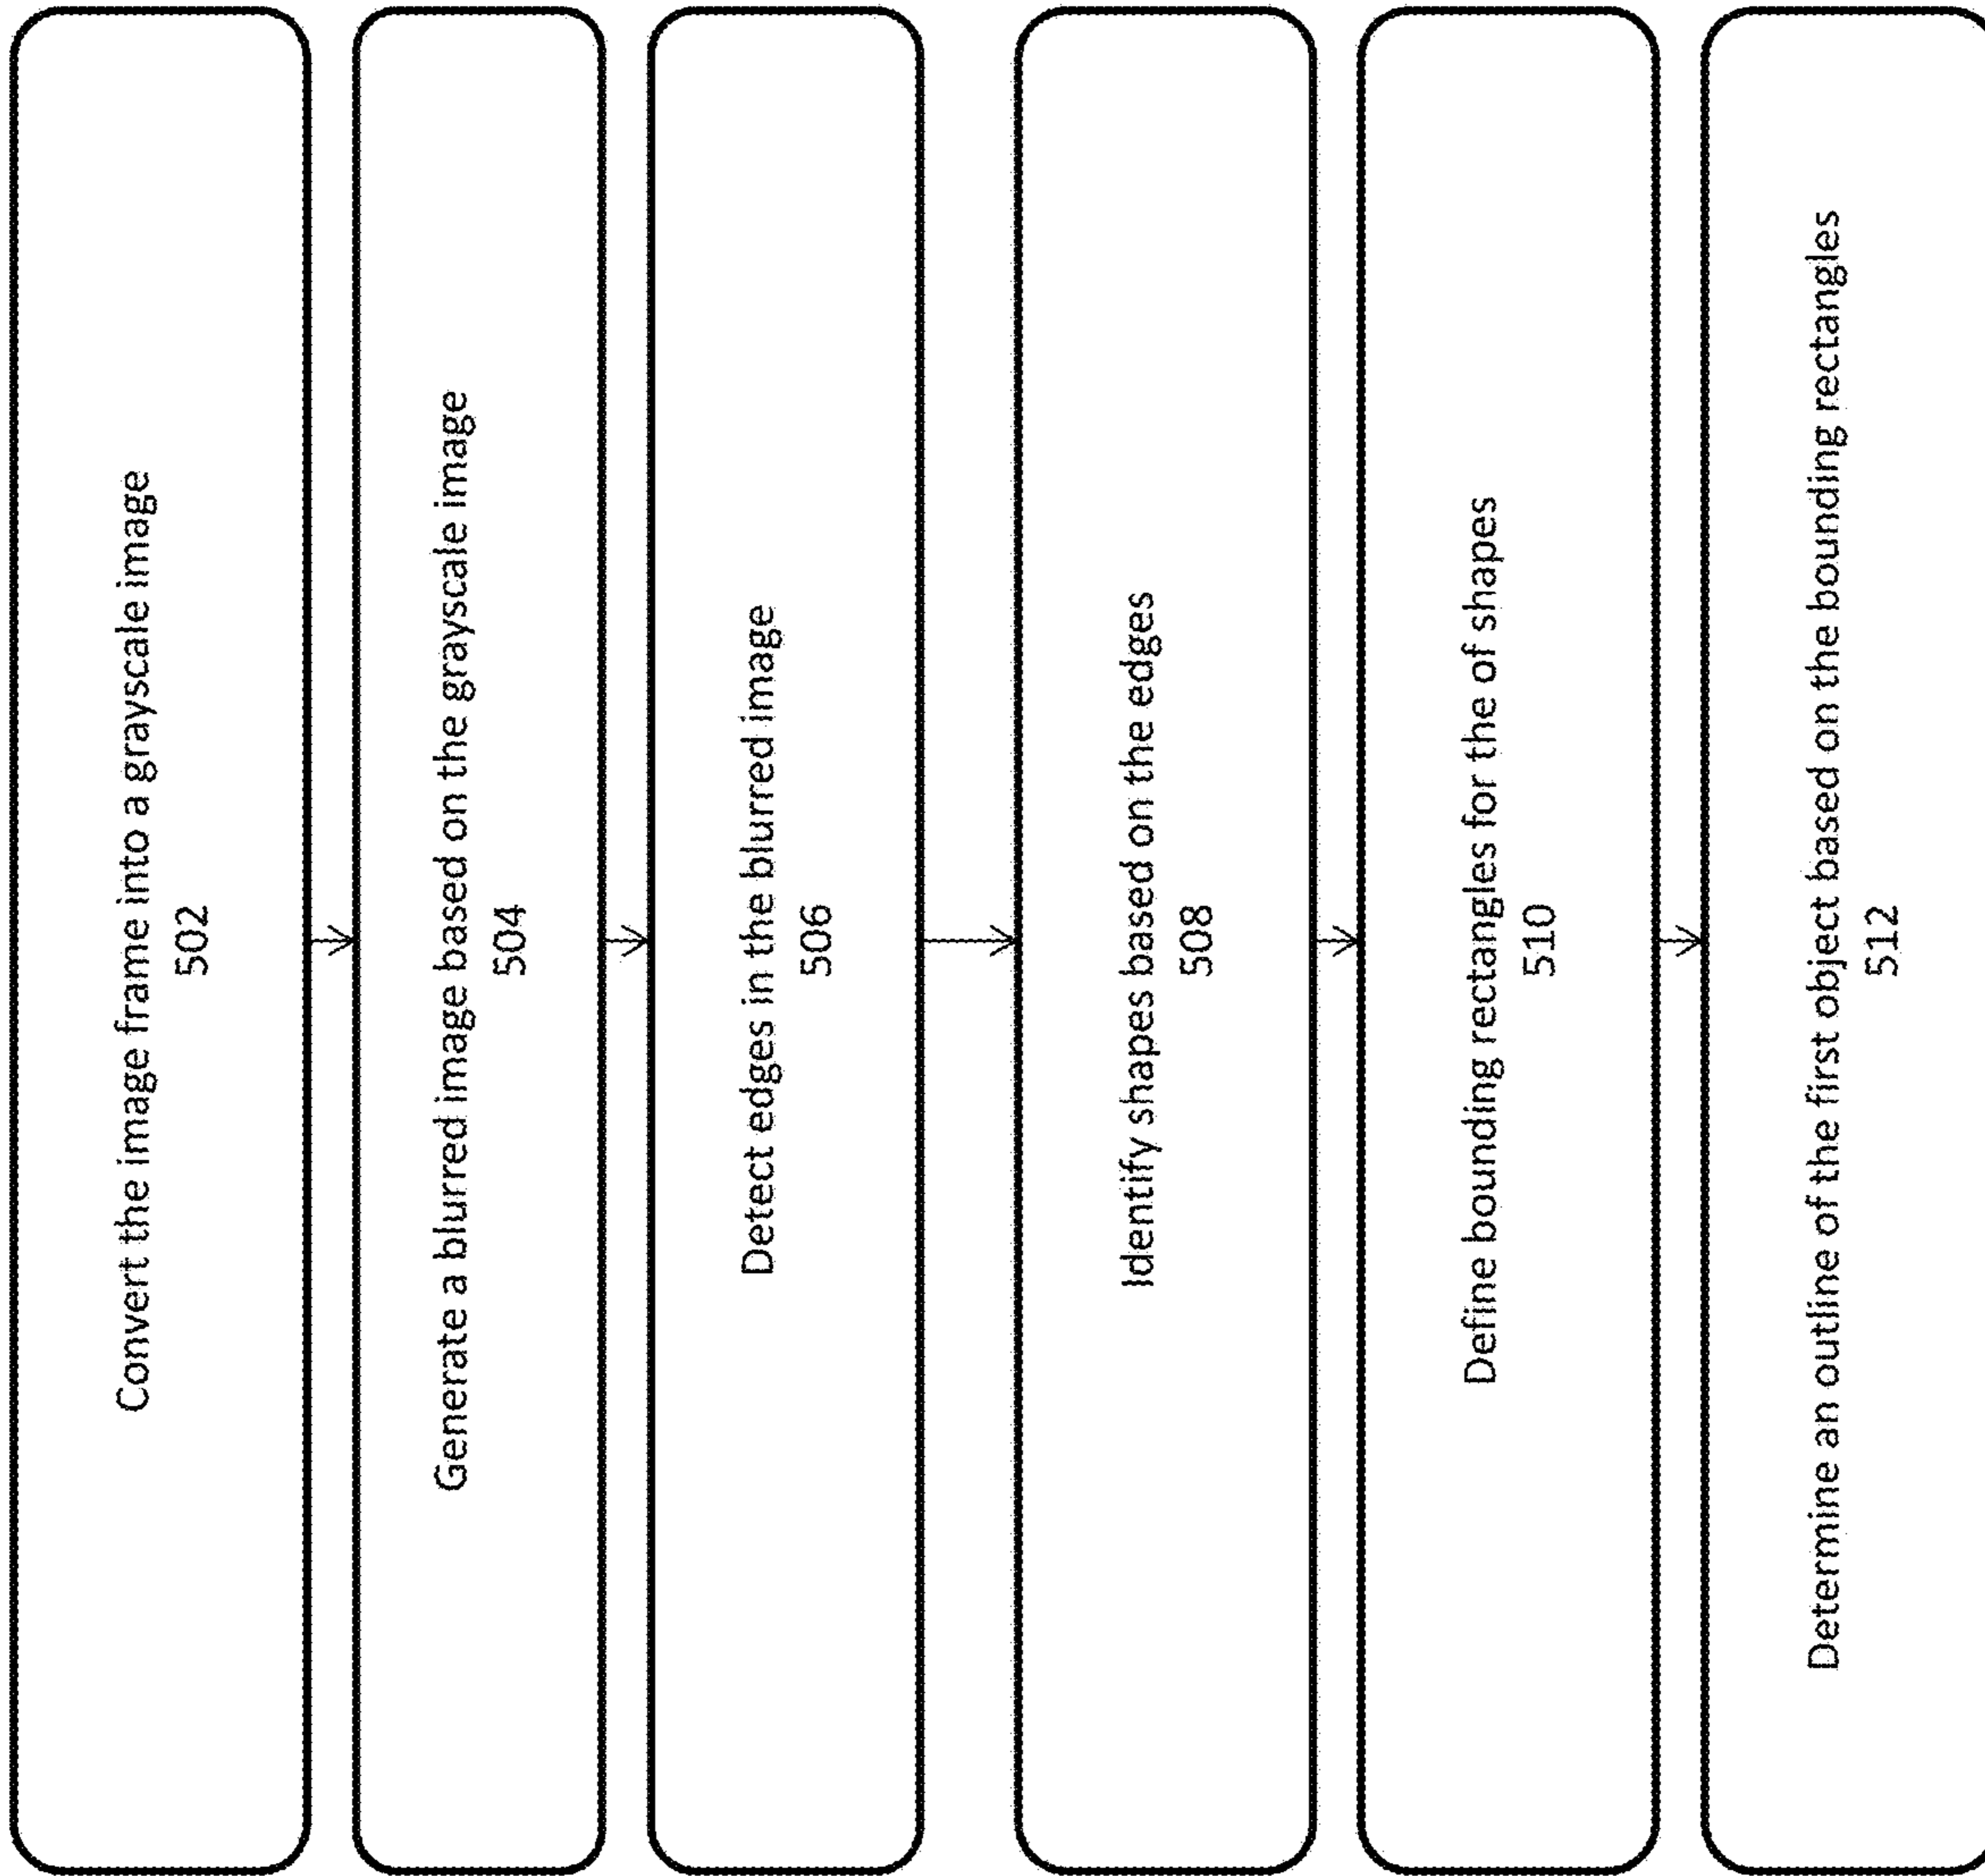 Convert the image frame into a grayscale image
502
Generate a blurred image based on the grayscale image
504
Detect edges in the blurred image
506
Identify shapes based on the edges
508
Define bounding rectangles for the of shapes
510
Determine an outline of the first object based on the bounding rectangles
512